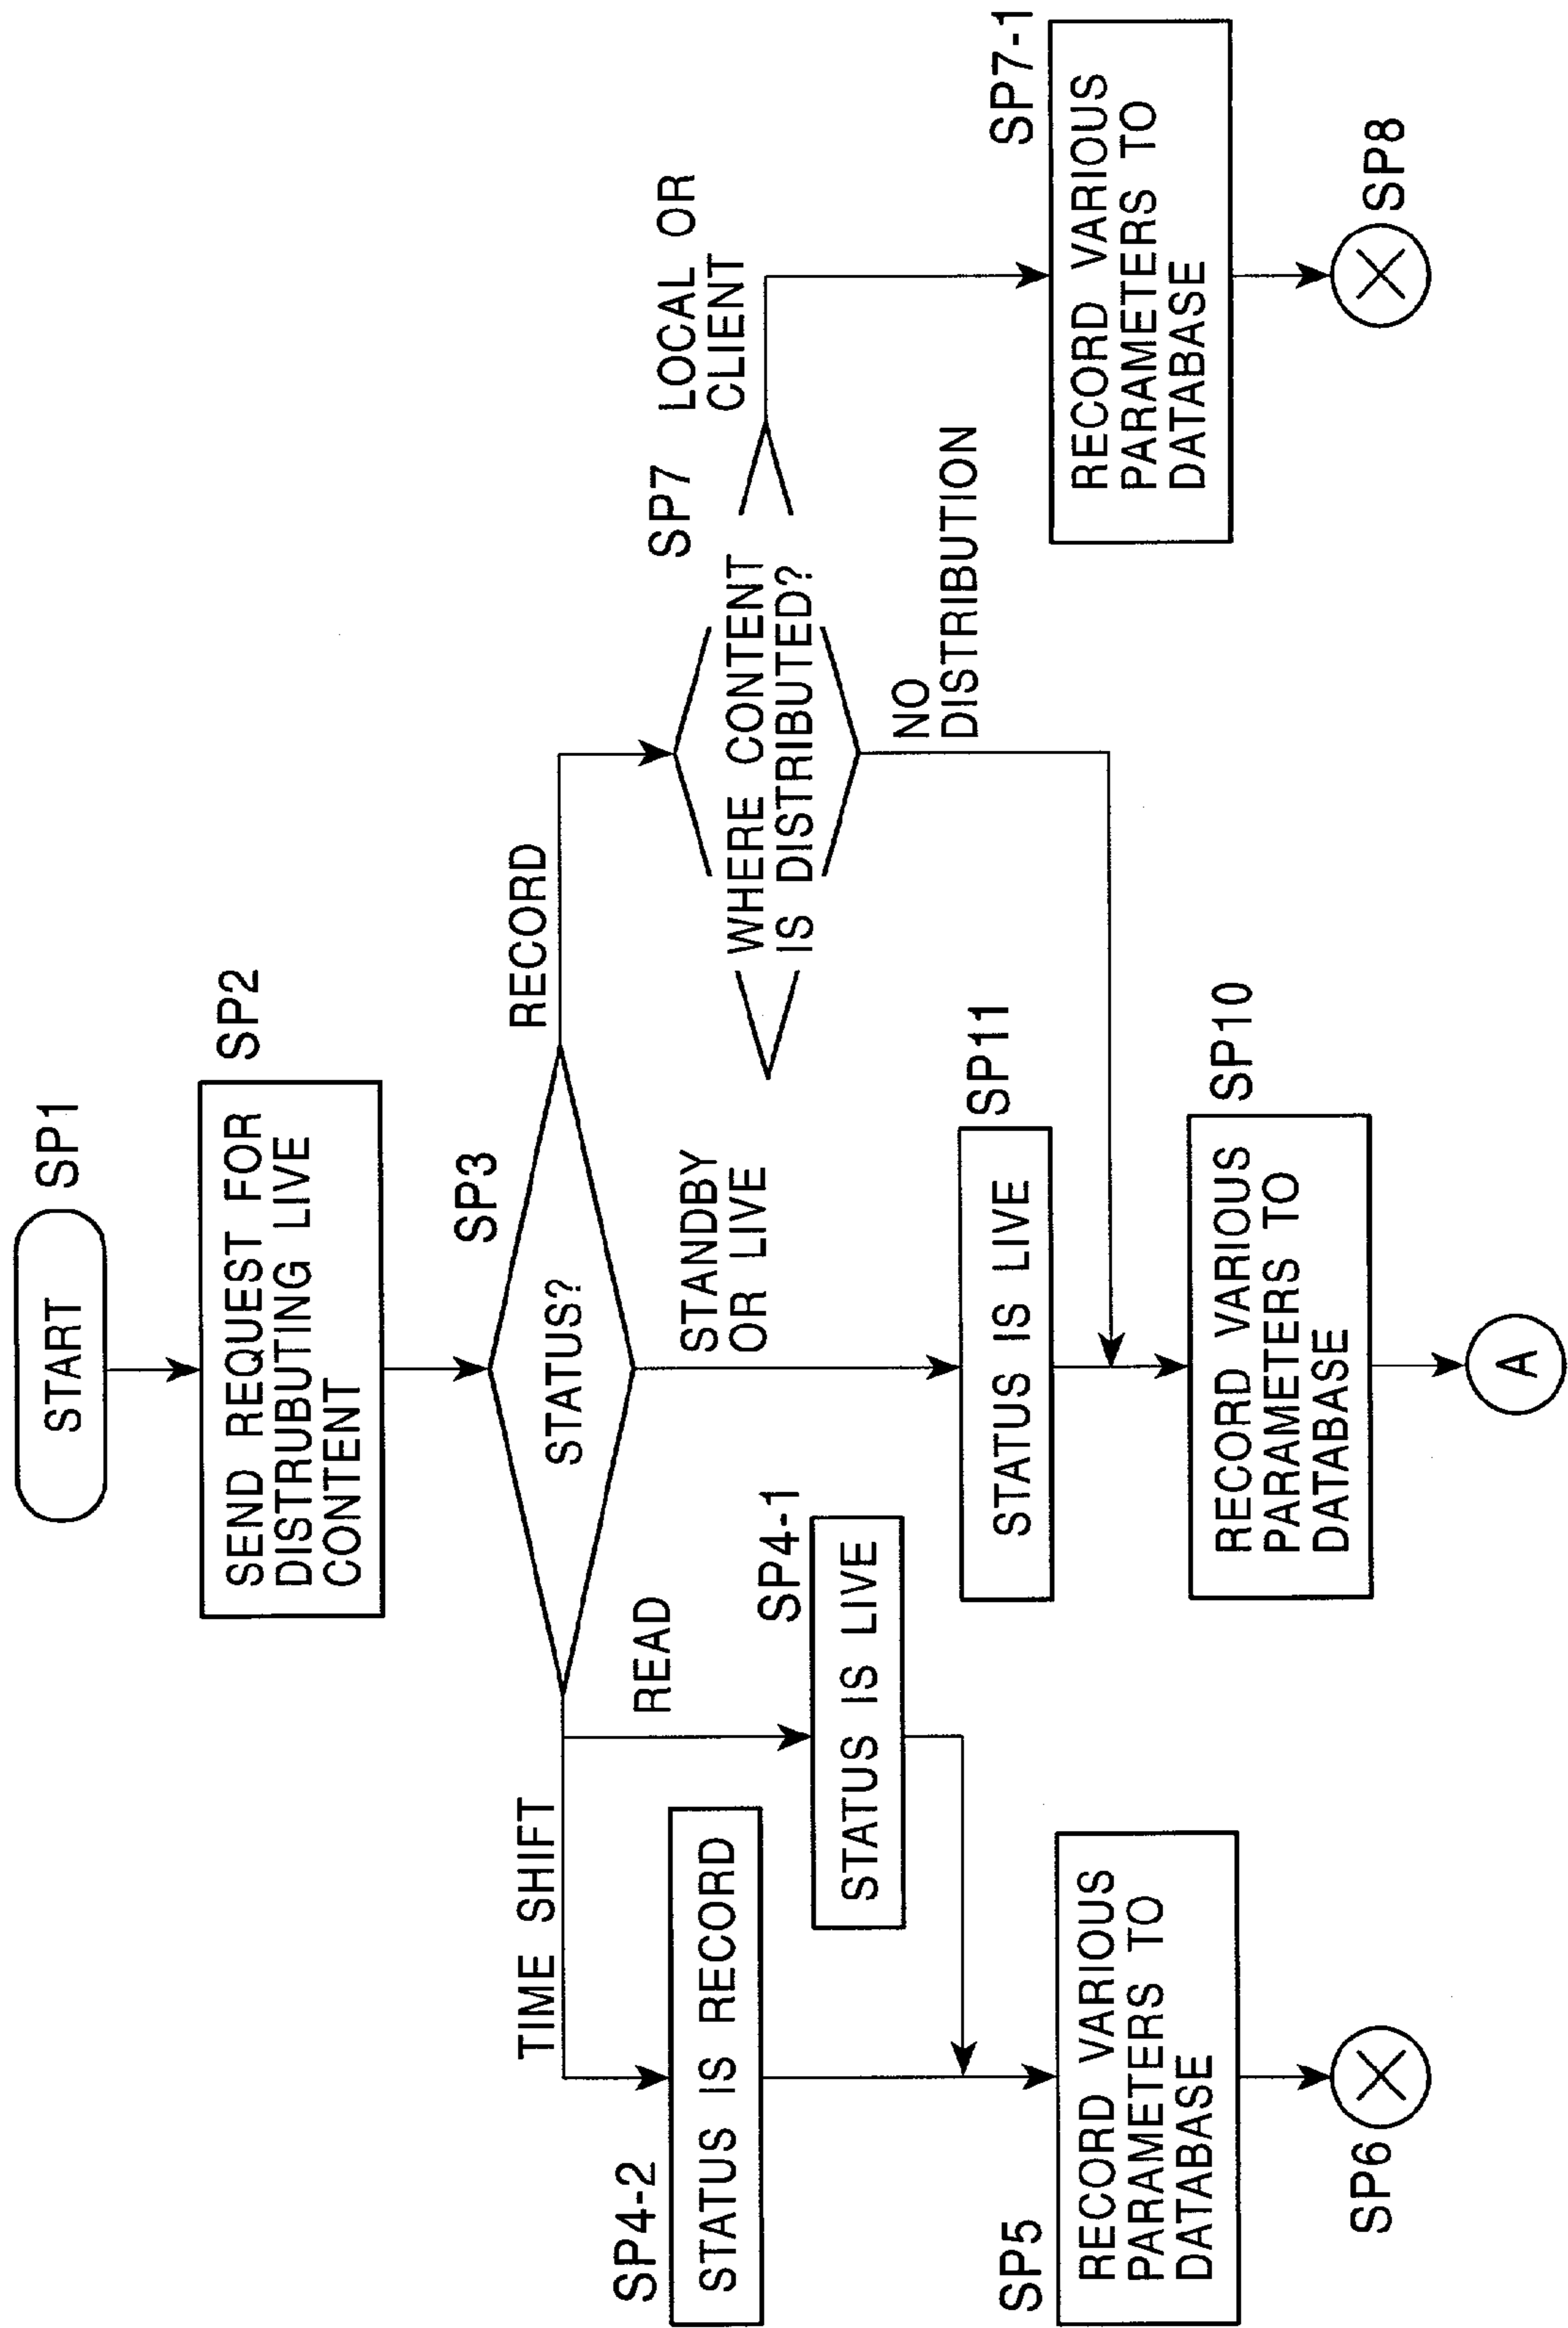 START
SP1
SEND REQUEST FOR
DISTRUBUTING LIVE
CONTENT
SP2
SP3
STATUS?
TIME SHIFT
READ
STANDBY
OR LIVE
RECORD
SP4-2
STATUS IS RECORD
SP4-1
STATUS IS LIVE
SP5
RECORD VARIOUS
PARAMETERS TO
DATABASE
SP6
SP11
STATUS IS LIVE
SP10
RECORD VARIOUS
PARAMETERS TO
DATABASE
A
SP7
WHERE CONTENT
IS DISTRIBUTED?
LOCAL OR
CLIENT
NO
DISTRIBUTION
SP7-1
RECORD VARIOUS
PARAMETERS TO
DATABASE
SP8